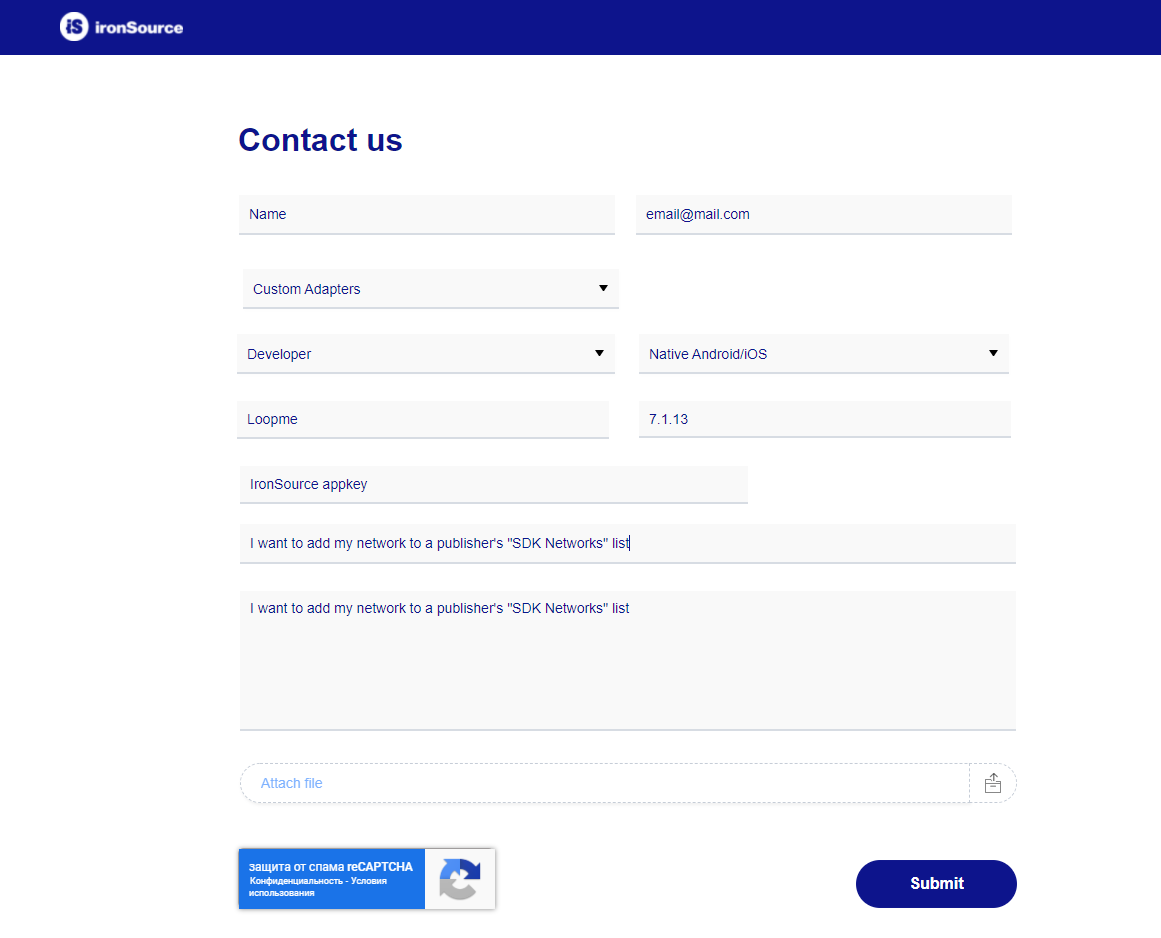 iS ironSource
Contact us
Name
email@mail.com
Custom Adapters
Developer
Native Android/iOS
Loopme
7.1.13
IronSource appkey
I want to add my network to a publisher's "SDK Networks" list
I want to add my network to a publisher's "SDK Networks" list
Attach file
защита от спама reCAPTCHA
Конфиденциальность - Условия
использования
Submit